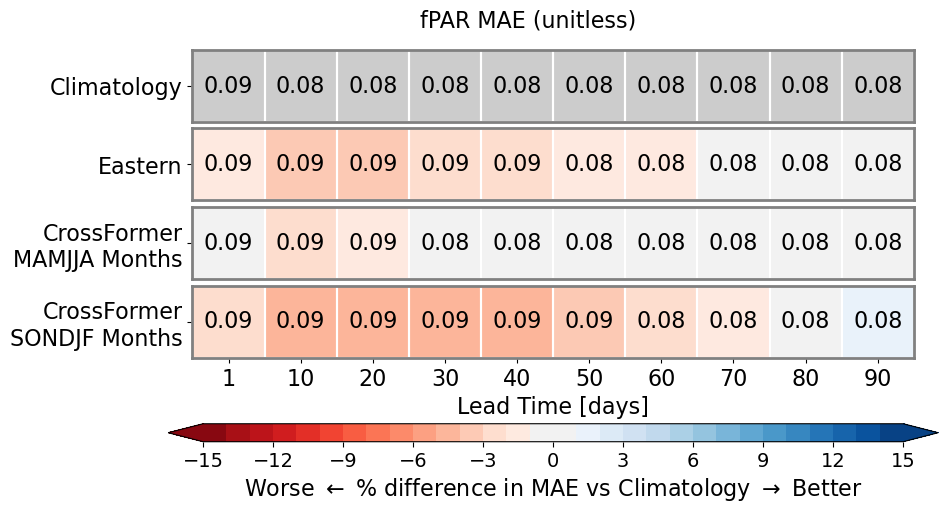 fPAR MAE (unitless)
Climatology 0.09 0.08 0.08 0.08 0.08 0.08 0.08 0.08 0.08 0.08
Eastern 0.09 0.09 0.09 0.09 0.09 0.08 0.08 0.08 0.08 0.08
CrossFormer
MAMJJA Months 0.09 0.09 0.09 0.08 0.08 0.08 0.08 0.08 0.08 0.08
CrossFormer
SONDJF Months 0.09 0.09 0.09 0.09 0.09 0.09 0.08 0.08 0.08 0.08
1 10 20 30 40 50 60 70 80 90
Lead Time [days]
−15 −12 −9 −6 −3 0 3 6 9 12 15
Worse ← % difference in MAE vs Climatology → Better